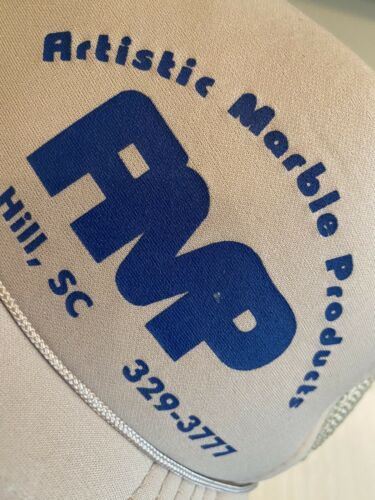 Artistic Marble Products
AMP
Hill, SC
329-3777